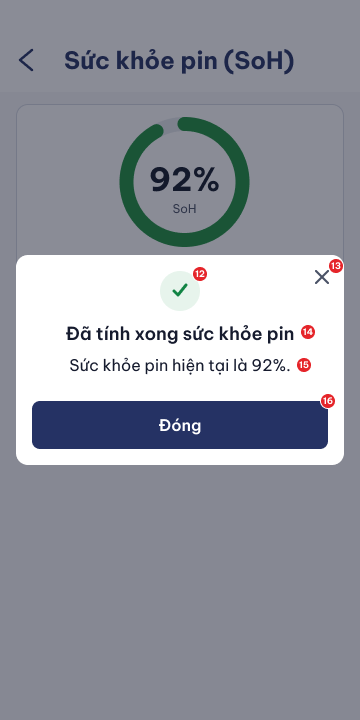 Sức khỏe pin (SoH)
92%
SoH
13
12
Đã tính xong sức khỏe pin 14
Sức khỏe pin hiện tại là 92%. 15
16
Đóng